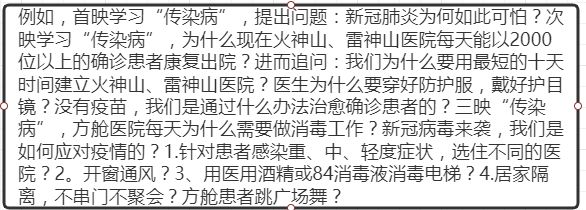 例如，首映学习“传染病”，提出问题：新冠肺炎为何如此可怕？次
映学习“传染病”，为什么现在火神山、雷神山医院每天能以2000
位以上的确诊患者康复出院？进而追问：我们为什么要用最短的十天
时间建立火神山、雷神山医院？医生为什么要穿好防护服，戴好护目
镜？没有疫苗，我们是通过什么办法治愈确诊患者的？三映“传染
病”，方舱医院每天为什么需要做消毒工作？新冠病毒来袭，我们是
如何应对疫情的？1.针对患者感染重、中、轻度症状，选住不同的医
院？2。开窗通风？3、用医用酒精或84消毒液消毒电梯？4.居家隔
离，不串门不聚会？方舱患者跳广场舞？